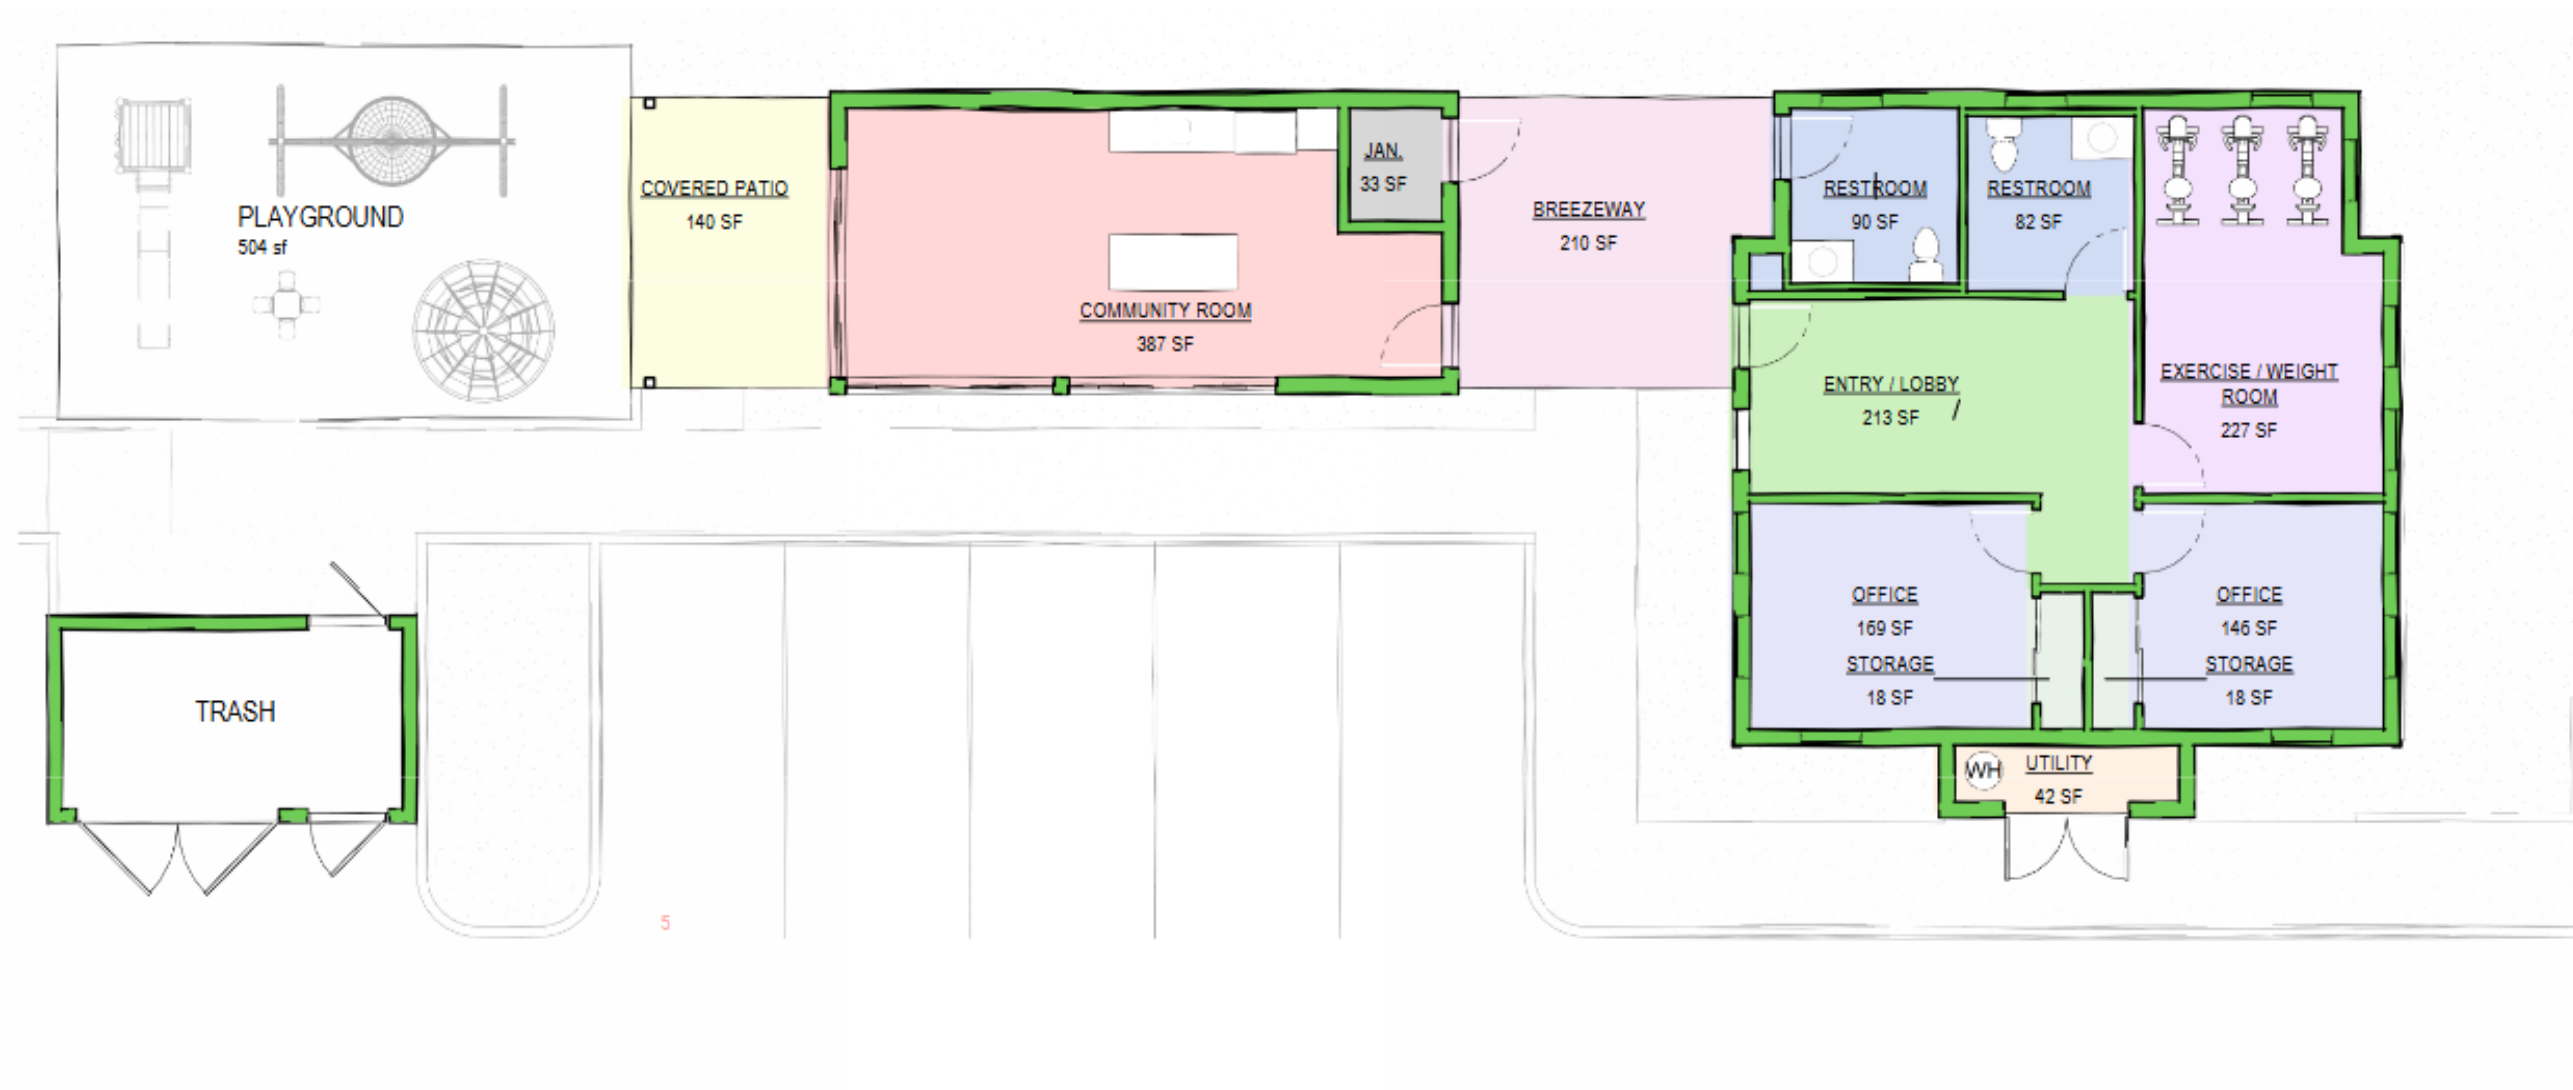 PLAYGROUND
504 sf
COVERED PATIO
140 SF
COMMUNITY ROOM
387 SF
JAN.
33 SF
BREEZEWAY
210 SF
RESTROOM
90 SF
RESTROOM
82 SF
EXERCISE / WEIGHT
ROOM
227 SF
ENTRY / LOBBY
213 SF
OFFICE
169 SF
STORAGE
18 SF
OFFICE
146 SF
STORAGE
18 SF
WH
UTILITY
42 SF
TRASH
5